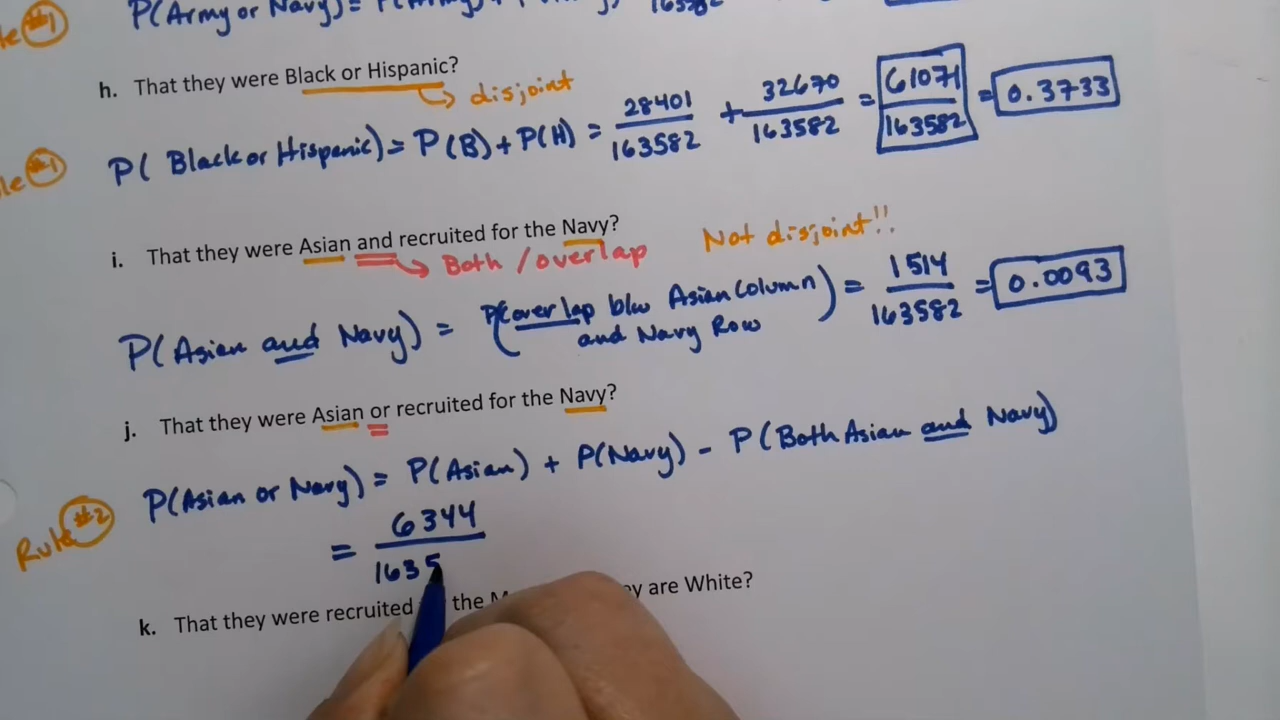 P(Army or Navy) =
#1
h. That they were Black or Hispanic?
disjoint
P( Black or Hispanic) = P(B) + P(H) = 28401/163582 + 32670/163582 = 61071/163582 = 0.3733
#1
i. That they were Asian and recruited for the Navy?
Both / overlap
Not disjoint!!
P(Asian and Navy) = P(overlap b/w Asian Column and Navy Row) = 1514/163582 = 0.0093
j. That they were Asian or recruited for the Navy?
P(Asian or Navy) = P(Asian) + P(Navy) - P(Both Asian and Navy)
Rule #2
= 6344/1635
k. That they were recruited the are White?